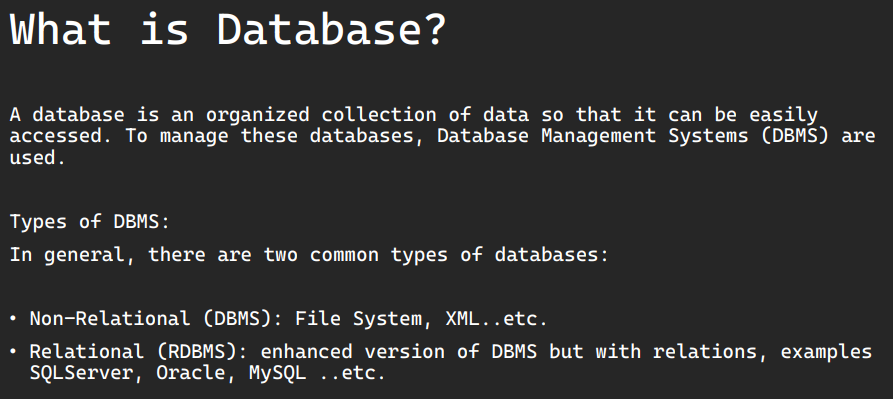 What is Database?
A database is an organized collection of data so that it can be easily
accessed. To manage these databases, Database Management Systems (DBMS) are
used.
Types of DBMS:
In general, there are two common types of databases:
• Non-Relational (DBMS): File System, XML..etc.
• Relational (RDBMS): enhanced version of DBMS but with relations, examples
SQLServer, Oracle, MySQL ..etc.